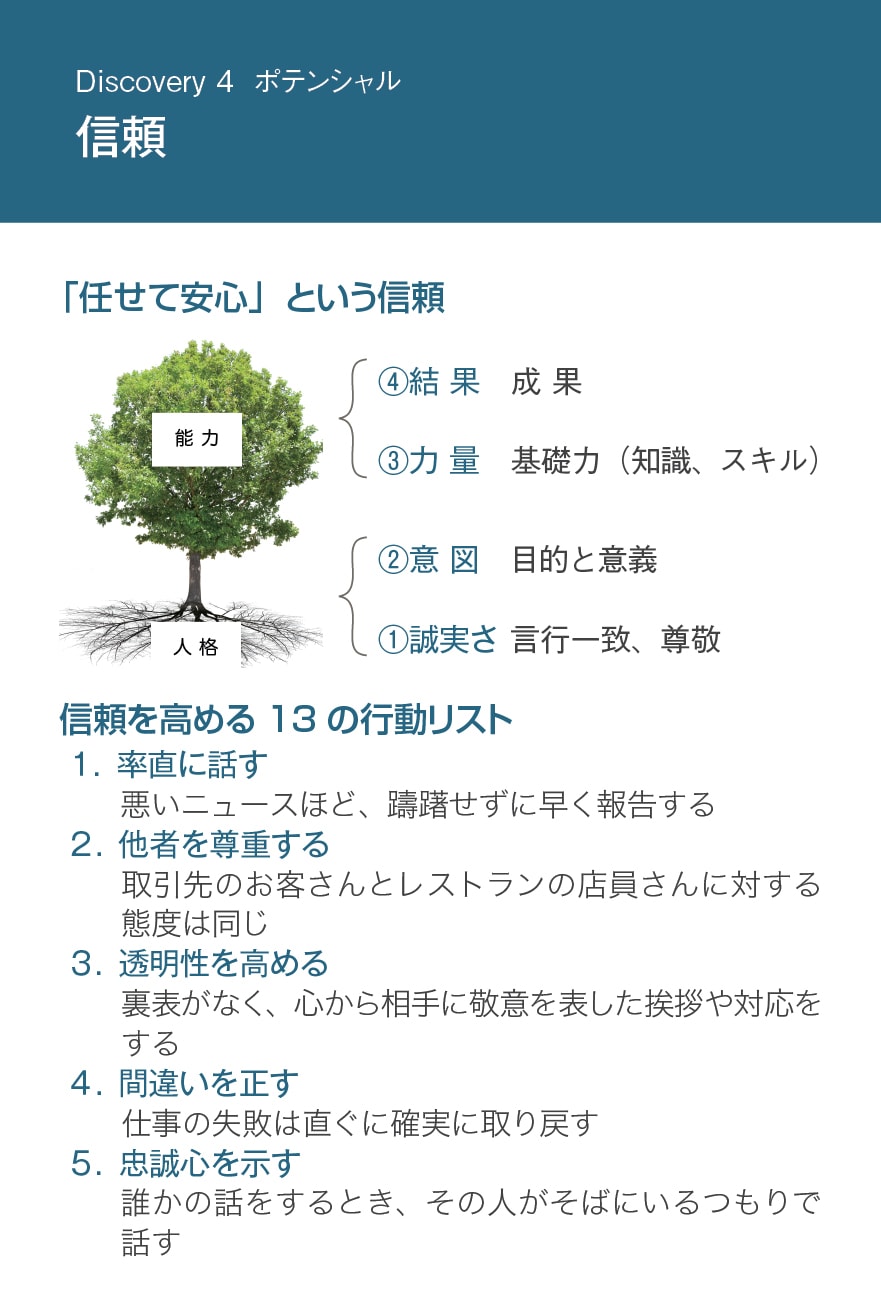 Discovery 4 ポテンシャル
信頼
「任せて安心」という信頼
能力
④結果 成果
③力量 基礎力（知識、スキル）
②意図 目的と意義
①誠実さ 言行一致、尊敬
人格
信頼を高める 13 の行動リスト
1. 率直に話す
悪いニュースほど、躊躇せずに早く報告する
2. 他者を尊重する
取引先のお客さんとレストランの店員さんに対する
態度は同じ
3. 透明性を高める
裏表がなく、心から相手に敬意を表した挨拶や対応を
する
4. 間違いを正す
仕事の失敗は直ぐに確実に取り戻す
5. 忠誠心を示す
誰かの話をするとき、その人がそばにいるつもりで
話す